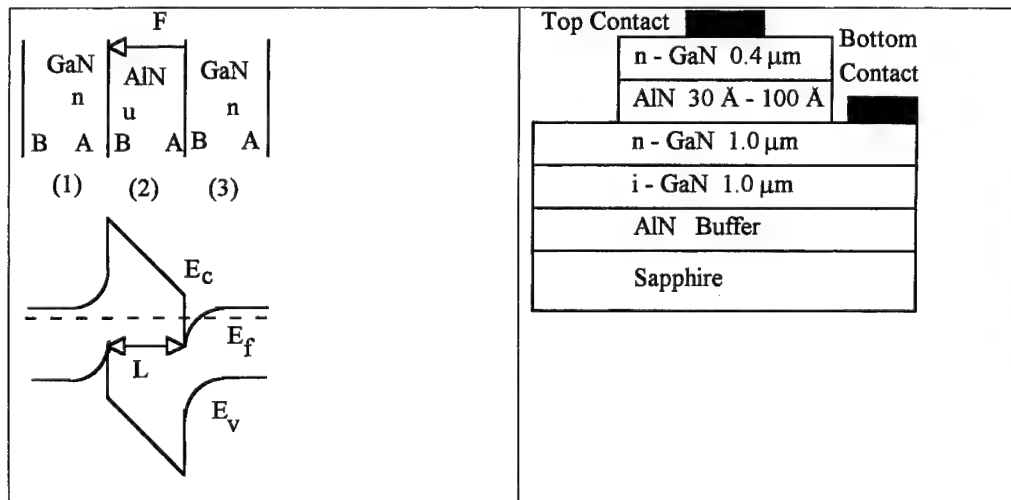 F
GaN AlN GaN
n u n
B A B A B A
(1) (2) (3)
E_c
E_f
L
E_v
Top Contact
Bottom
Contact
n - GaN 0.4 μm
AlN 30 Å - 100 Å
n - GaN 1.0 μm
i - GaN 1.0 μm
AlN Buffer
Sapphire